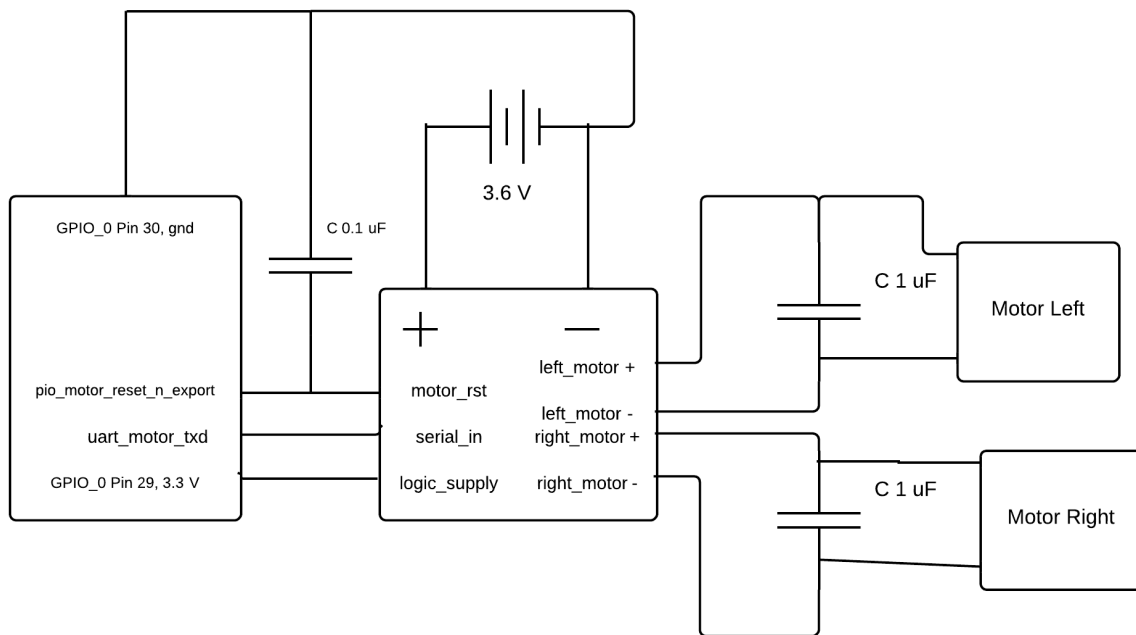 3.6 V
GPIO_0 Pin 30, gnd
C 0.1 uF
C 1 uF
Motor Left
+
—
left_motor +
pio_motor_reset_n_export
motor_rst
left_motor -
uart_motor_txd
serial_in
right_motor +
GPIO_0 Pin 29, 3.3 V
logic_supply
right_motor -
C 1 uF
Motor Right